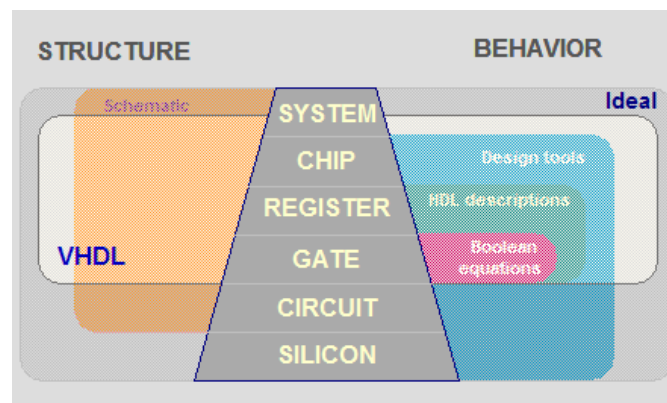 STRUCTURE
BEHAVIOR
Ideal
Schematic
SYSTEM
CHIP
Design tools
REGISTER
HDL descriptions
VHDL
GATE
Boolean
equations
CIRCUIT
SILICON